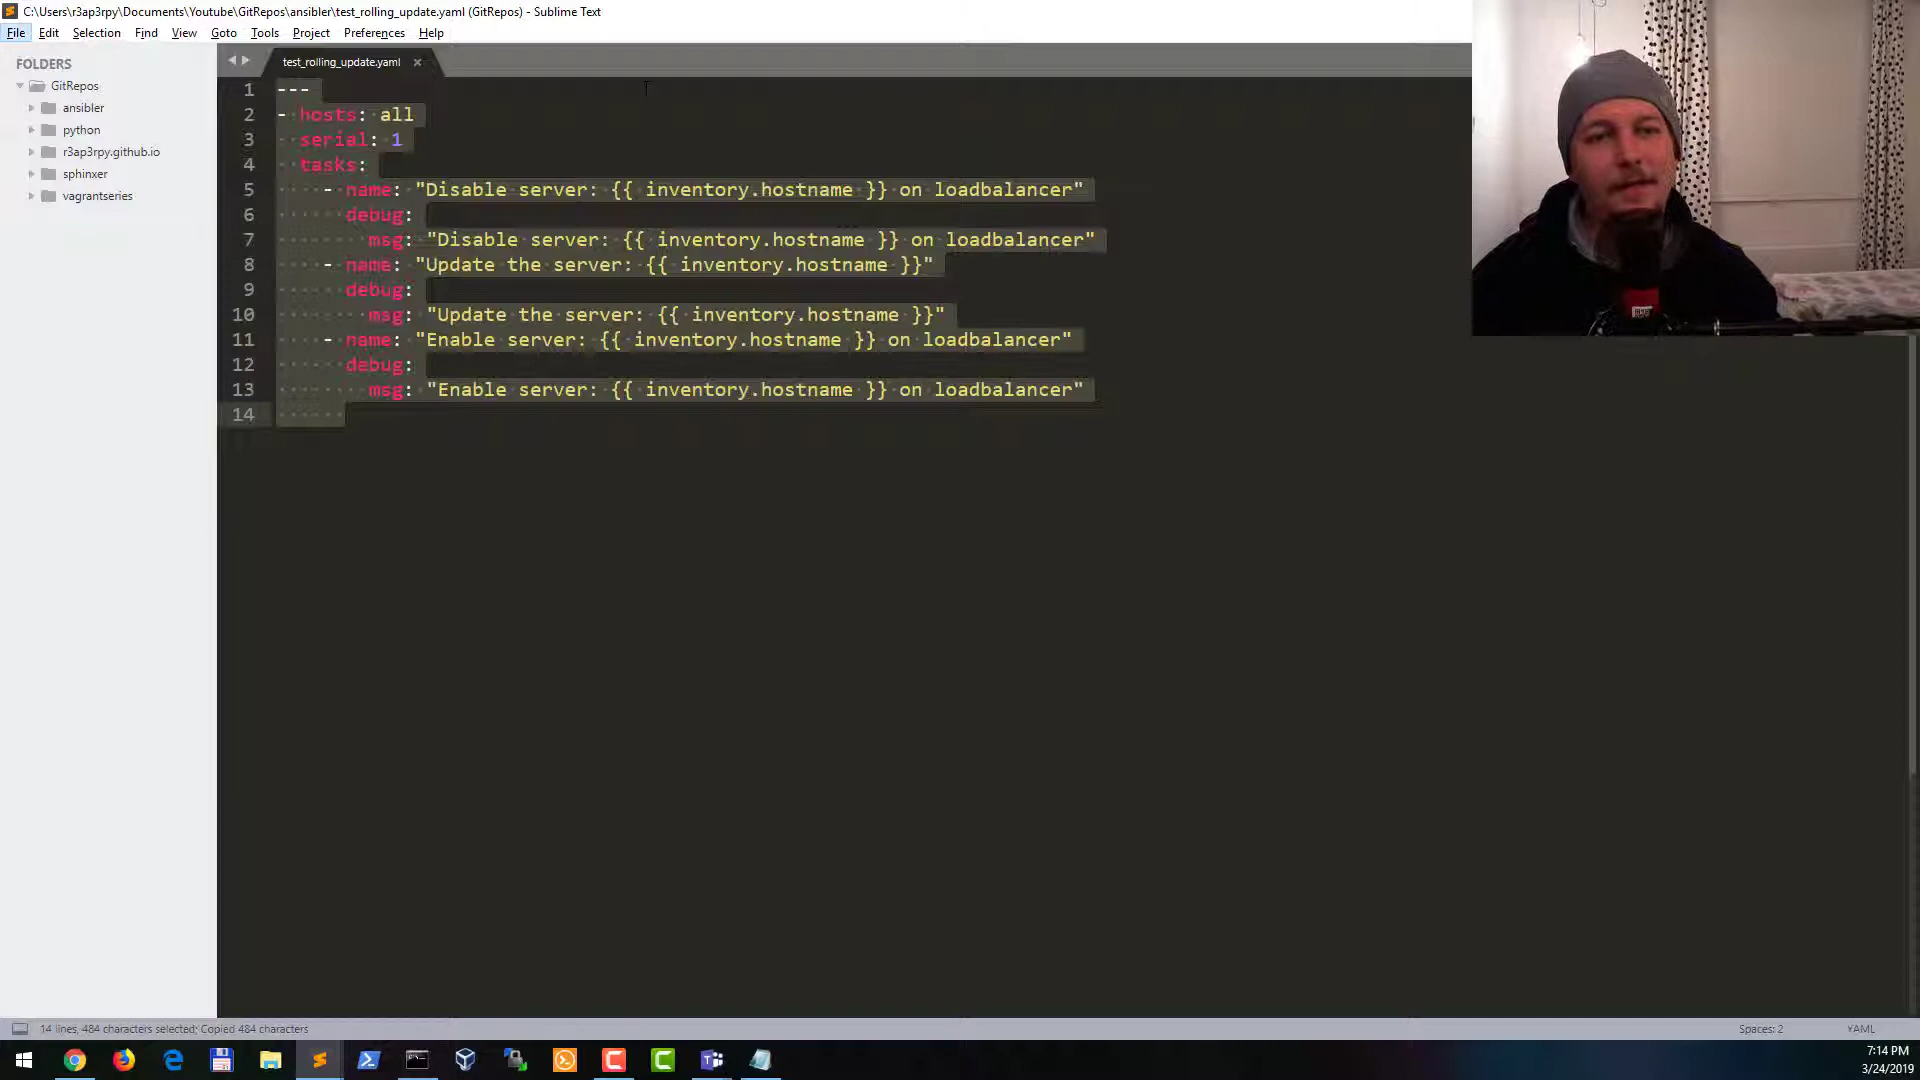 C:\Users\r3ap3rpy\Documents\Youtube\GitRepos\ansibler\test_rolling_update.yaml (GitRepos) - Sublime Text
File Edit Selection Find View Goto Tools Project Preferences Help
FOLDERS
GitRepos
ansibler
python
r3ap3rpy.github.io
sphinxer
vagrantseries
test_rolling_update.yaml ×
1 ---
2 - hosts: all
3 serial: 1
4 tasks:
5 - name: "Disable server: {{ inventory.hostname }} on loadbalancer"
6 debug:
7 msg: "Disable server: {{ inventory.hostname }} on loadbalancer"
8 - name: "Update the server: {{ inventory.hostname }}"
9 debug:
10 msg: "Update the server: {{ inventory.hostname }}"
11 - name: "Enable server: {{ inventory.hostname }} on loadbalancer"
12 debug:
13 msg: "Enable server: {{ inventory.hostname }} on loadbalancer"
14
14 lines, 484 characters selected; Copied 484 characters
Spaces: 2 YAML
7:14 PM
3/24/2019